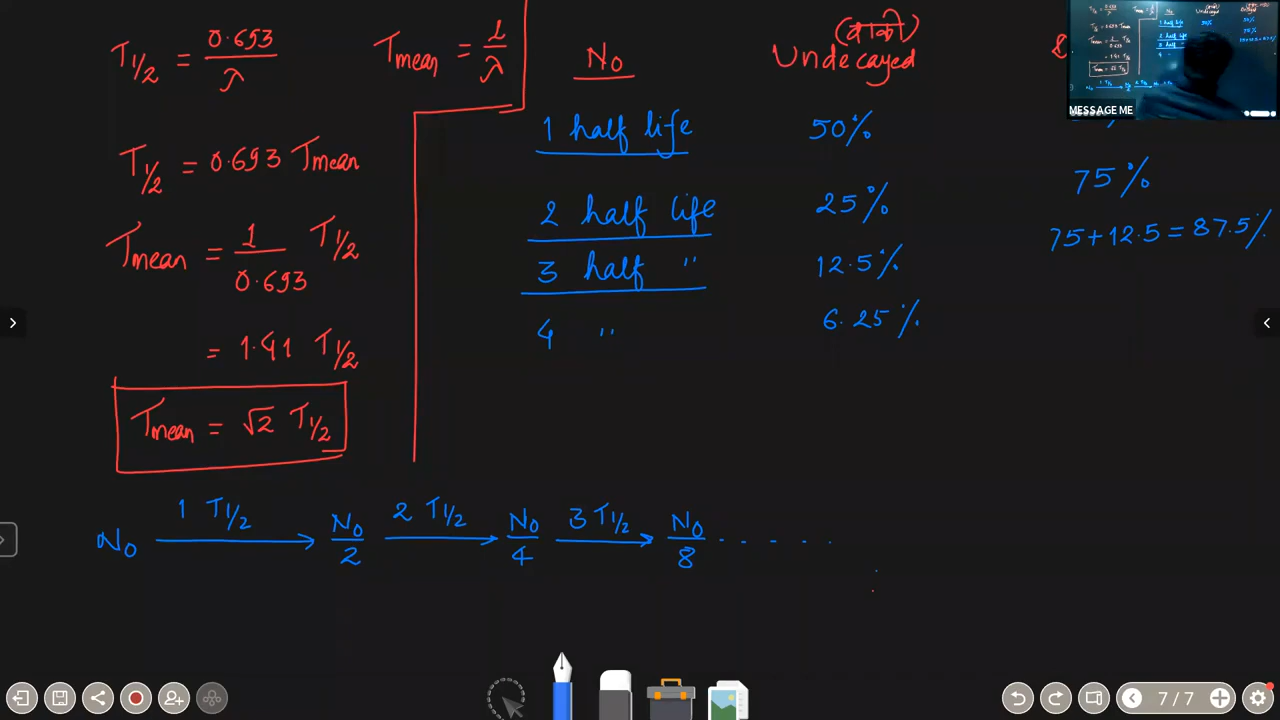 T1/2 = 0.693/λ
Tmean = 1/λ
T1/2 = 0.693 Tmean
Tmean = 1/0.693 T1/2
= 1.41 T1/2
Tmean = √2 T1/2
(बाकी)
N₀ Undecayed
1 half life 50%
2 half life 25% 75%
3 half " 12.5% 75+12.5=87.5%
4 " 6.25%
N₀ 1 T1/2 N₀/2 2 T1/2 N₀/4 3 T1/2 N₀/8 .....
MESSAGE ME
7/7